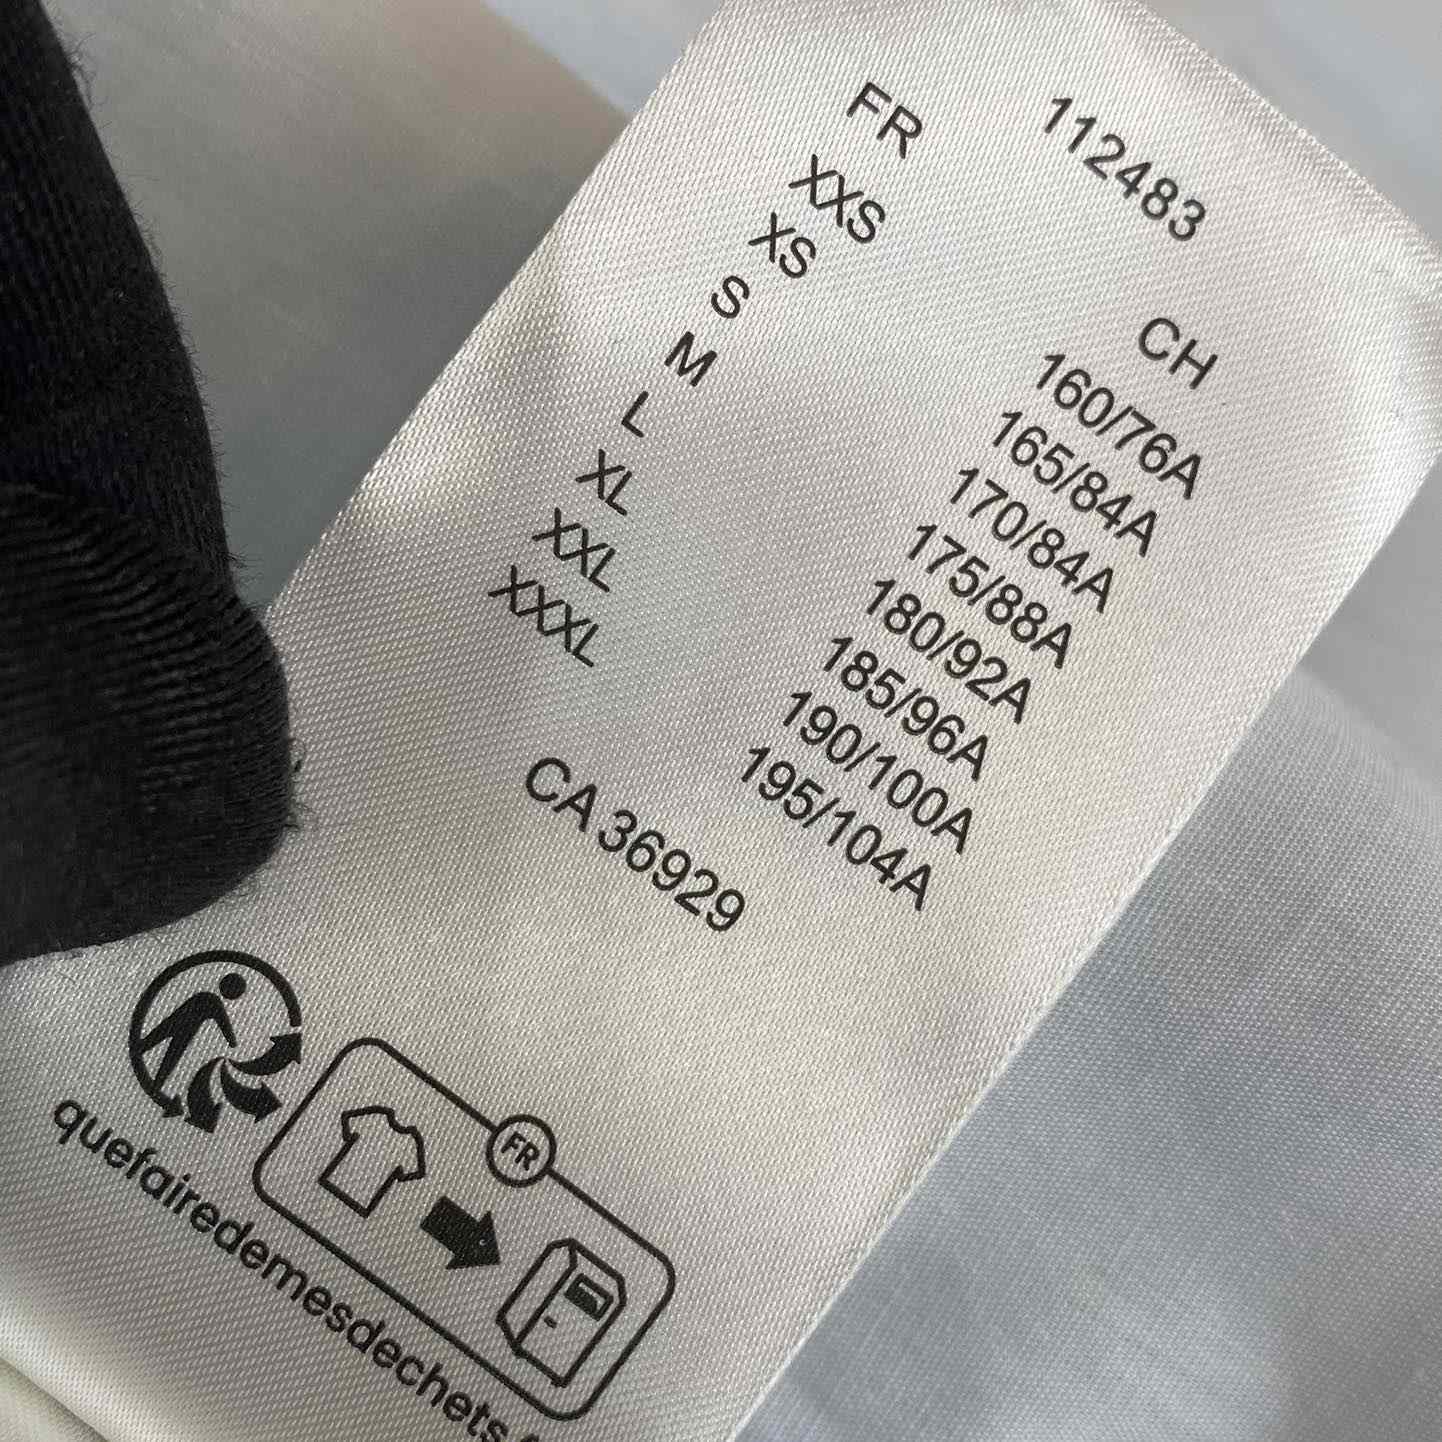 112483
FR CH
XXS 160/76A
XS 165/84A
S 170/84A
M 175/88A
L 180/92A
XL 185/96A
XXL 190/100A
XXXL 195/104A
CA 36929
FR
quefairedemesdechets.